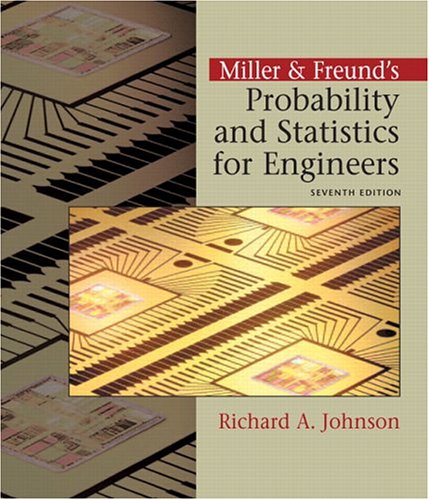 Miller & Freund's
Probability
and Statistics
for Engineers
SEVENTH EDITION
Richard A. Johnson